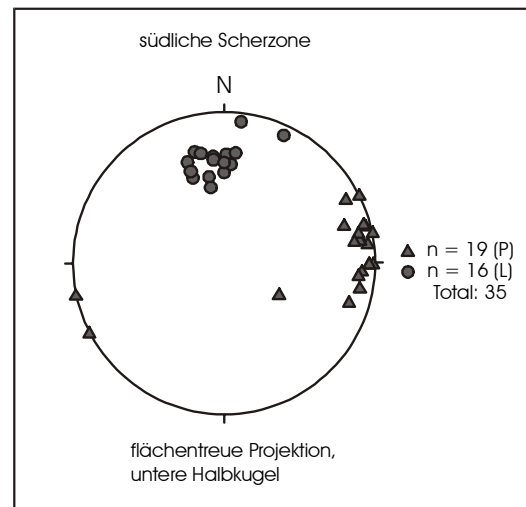 südliche Scherzone
N
n = 19 (P)
n = 16 (L)
Total: 35
flächentreue Projektion,
untere Halbkugel